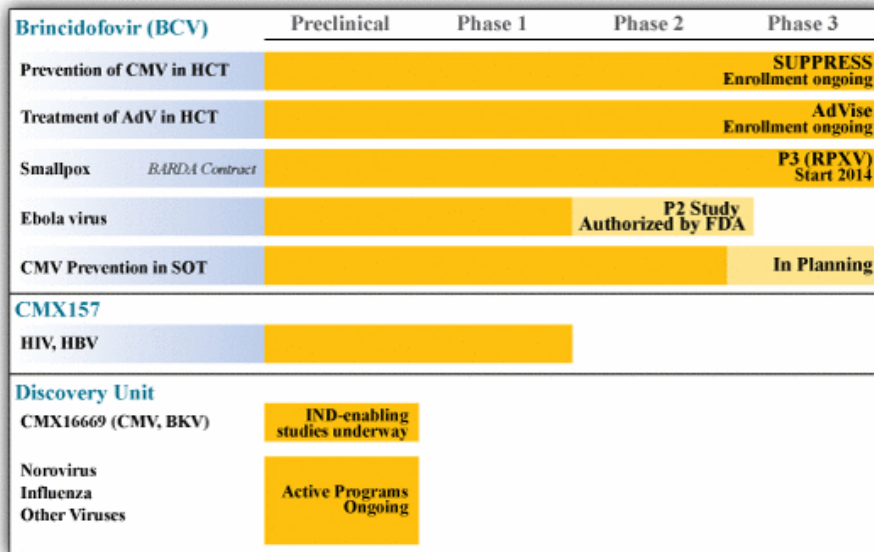 Brincidofovir (BCV) Preclinical Phase 1 Phase 2 Phase 3
Prevention of CMV in HCT SUPPRESS
Enrollment ongoing
Treatment of AdV in HCT AdVise
Enrollment ongoing
Smallpox BARDA Contract P3 (RPXV)
Start 2014
Ebola virus P2 Study
Authorized by FDA
CMV Prevention in SOT In Planning
CMX157
HIV, HBV
Discovery Unit
CMX16669 (CMV, BKV) IND-enabling
studies underway
Norovirus
Influenza Active Programs
Other Viruses Ongoing